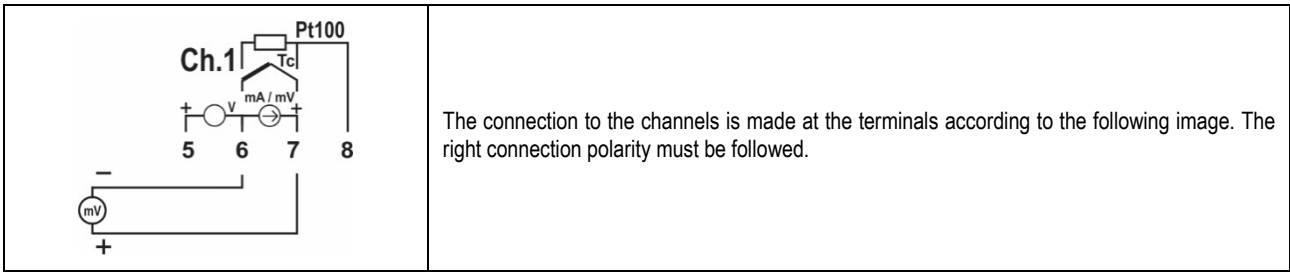 Pt100
Ch.1
Tc
mA / mV
+ V +
5 6 7 8
−
mV
+
The connection to the channels is made at the terminals according to the following image. The
right connection polarity must be followed.